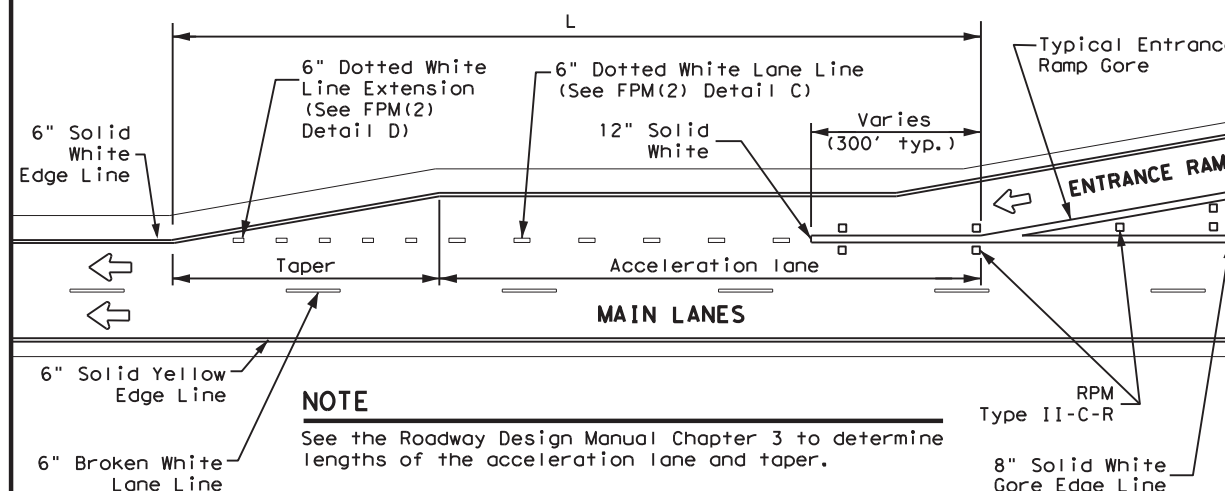 L
6" Dotted White
Line Extension
(See FPM(2)
Detail D)
6" Dotted White Lane Line
(See FPM(2) Detail C)
Typical Entrance
Ramp Gore
Varies
(300' typ.)
12" Solid
White
6" Solid
White
Edge Line
ENTRANCE RAM
Taper
Acceleration lane
MAIN LANES
6" Solid Yellow
Edge Line
RPM
Type II-C-R
NOTE
See the Roadway Design Manual Chapter 3 to determine
lengths of the acceleration lane and taper.
6" Broken White
Lane Line
8" Solid White
Gore Edge Line